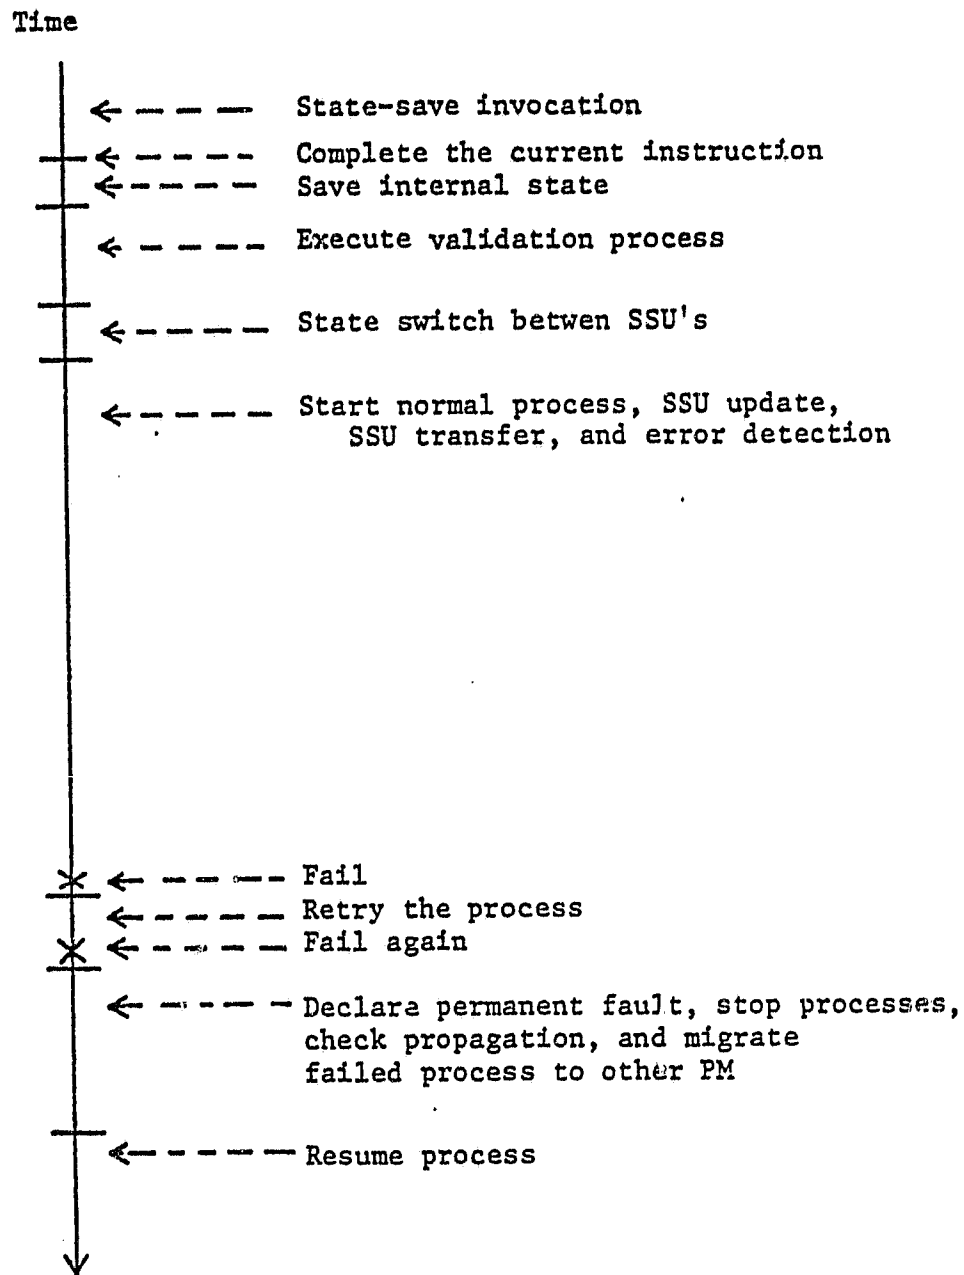 Time
State-save invocation
Complete the current instruction
Save internal state
Execute validation process
State switch betwen SSU's
Start normal process, SSU update,
SSU transfer, and error detection
Fail
Retry the process
Fail again
Declara permanent fault, stop processes,
check propagation, and migrate
failed process to other PM
Resume process